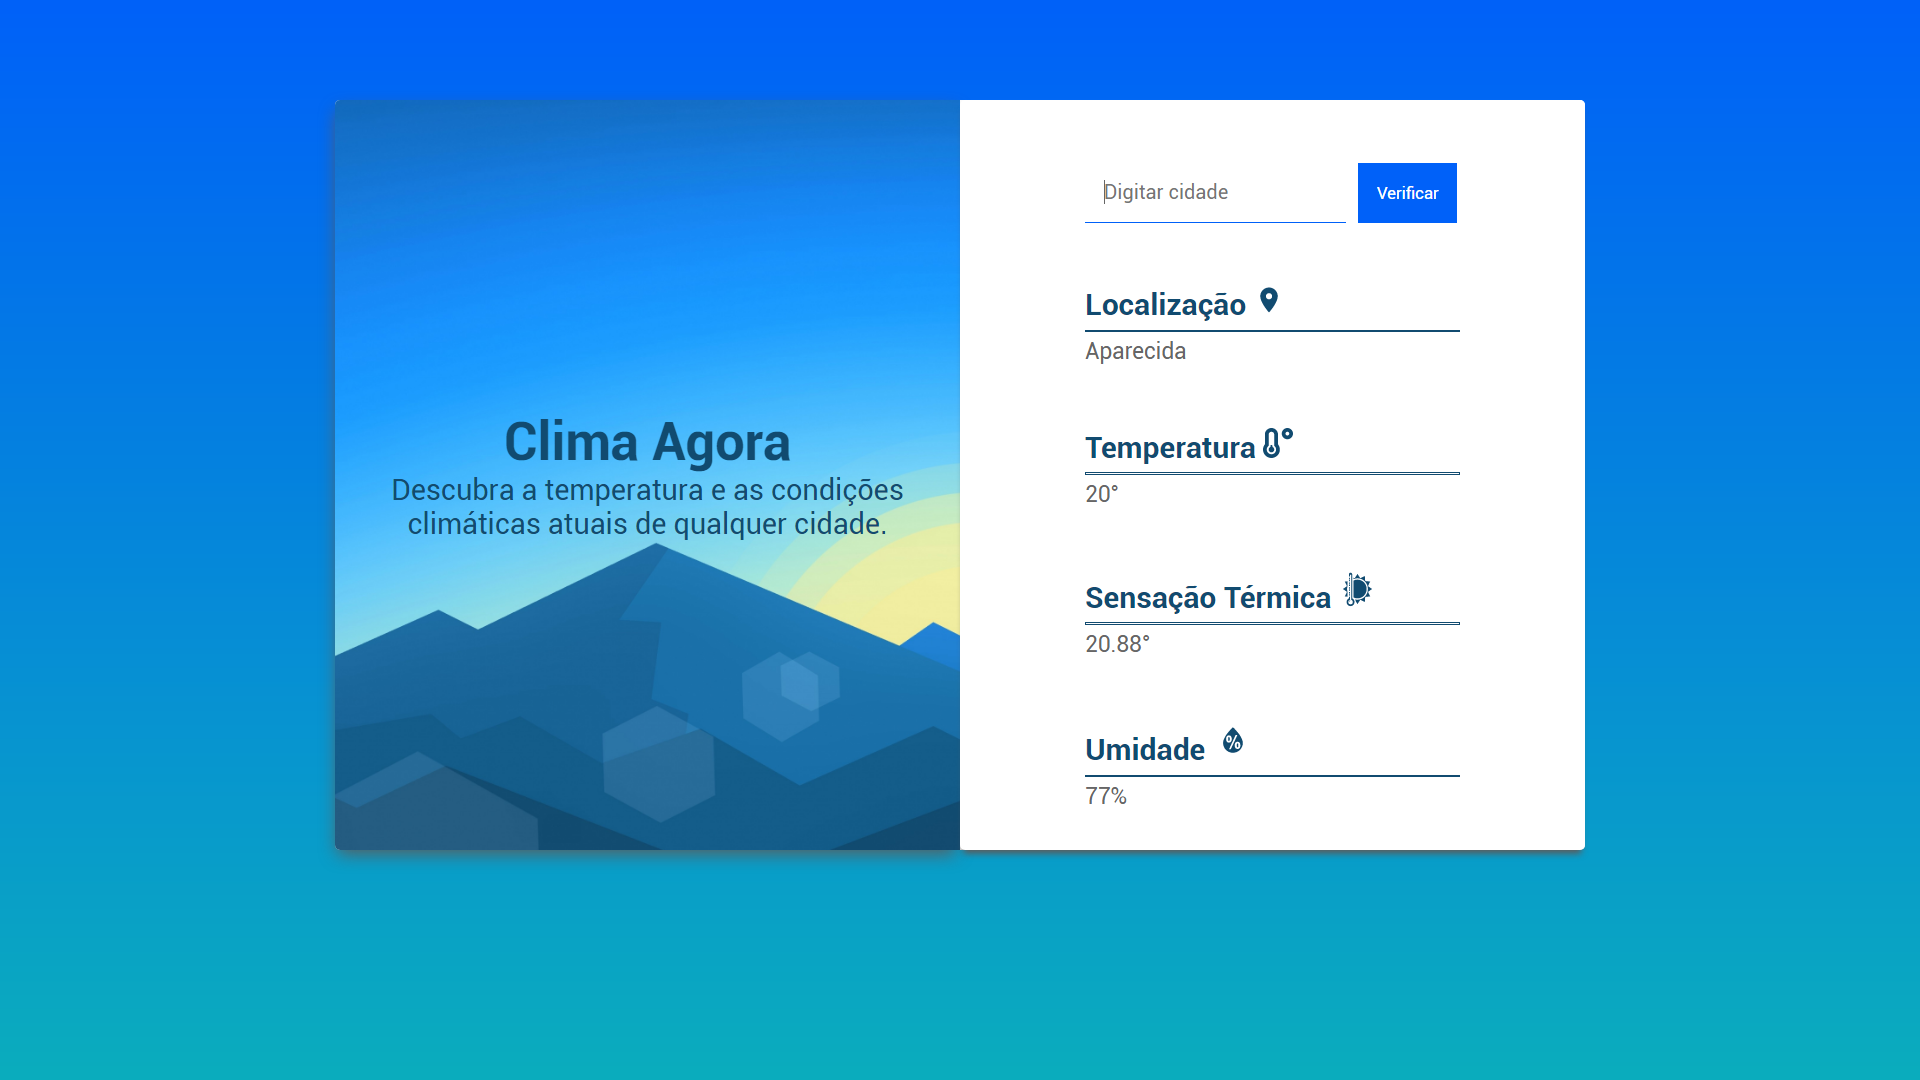 Clima Agora
Descubra a temperatura e as condições
climáticas atuais de qualquer cidade.
Digitar cidade
Verificar
Localização
Aparecida
Temperatura
20°
Sensação Térmica
20.88°
Umidade
%
77%